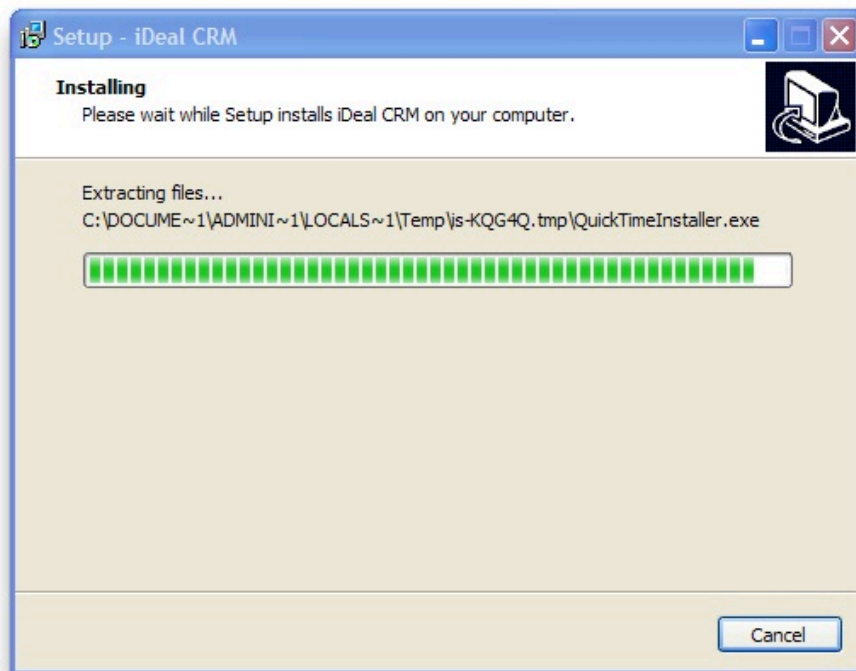 Setup - iDeal CRM
Installing
Please wait while Setup installs iDeal CRM on your computer.
Extracting files...
C:\DOCUME~1\ADMINI~1\LOCALS~1\Temp\is-KQG4Q.tmp\QuickTimeInstaller.exe
Cancel